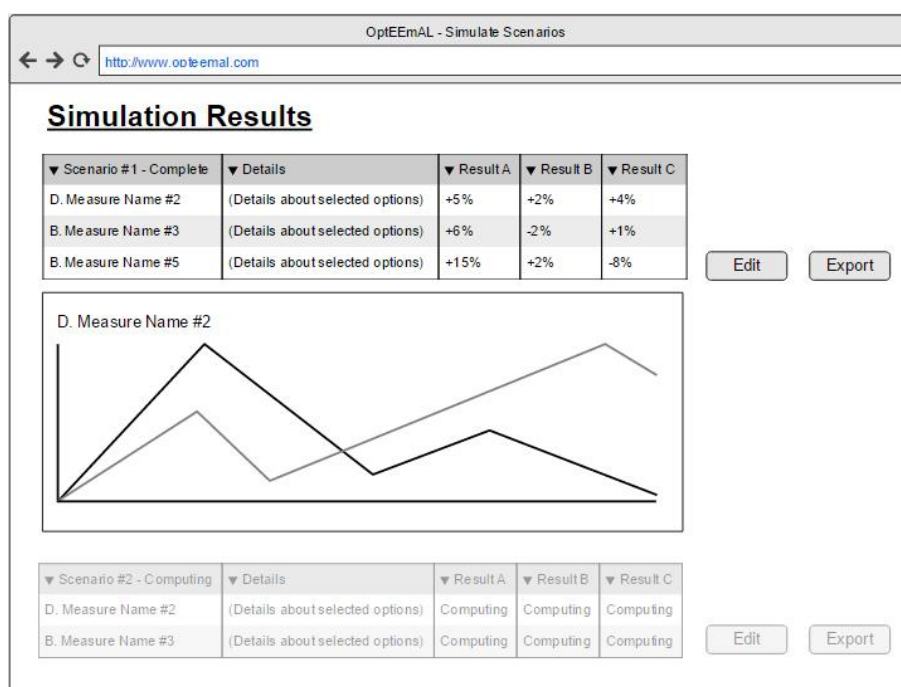 OptEEmAL - Simulate Scenarios
http://www.opteemal.com
Simulation Results
▼ Scenario #1 - Complete ▼ Details ▼ Result A ▼ Result B ▼ Result C
D. Measure Name #2 (Details about selected options) +5% +2% +4%
B. Measure Name #3 (Details about selected options) +6% -2% +1%
B. Measure Name #5 (Details about selected options) +15% +2% -8% Edit Export
D. Measure Name #2
▼ Scenario #2 - Computing ▼ Details ▼ Result A ▼ Result B ▼ Result C
D. Measure Name #2 (Details about selected options) Computing Computing Computing
B. Measure Name #3 (Details about selected options) Computing Computing Computing Edit Export